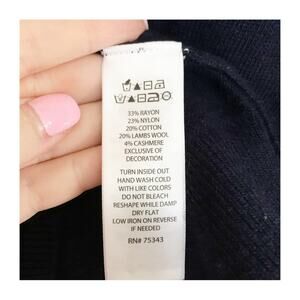 33% RAYON
23% NYLON
20% COTTON
20% LAMBS WOOL
4% CASHMERE
EXCLUSIVE OF
DECORATION
TURN INSIDE OUT
HAND WASH COLD
WITH LIKE COLORS
DO NOT BLEACH
RESHAPE WHILE DAMP
DRY FLAT
LOW IRON ON REVERSE
IF NEEDED
RN# 75343